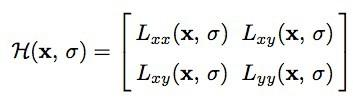 ℋ(x, σ) = [ L_xx(x, σ) L_xy(x, σ)
L_xy(x, σ) L_yy(x, σ) ]